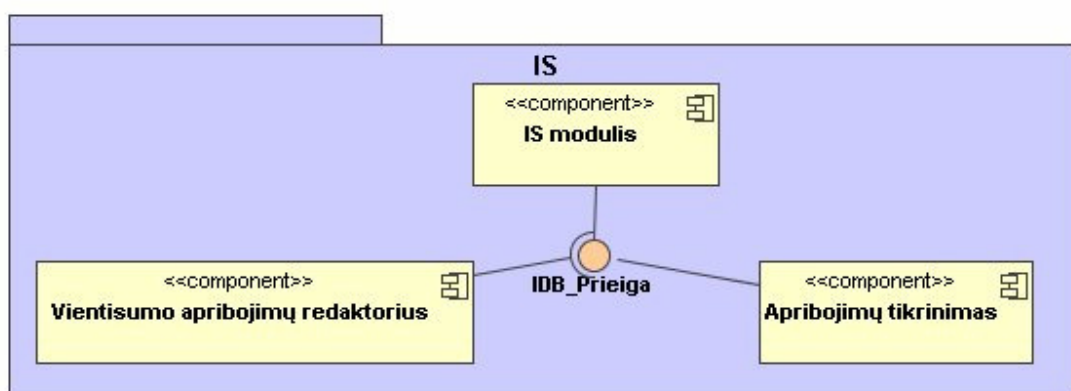 IS
<<component>>
IS modulis
IDB_Prieiga
<<component>>
Vientisumo apribojimų redaktorius
<<component>>
Apribojimų tikrinimas